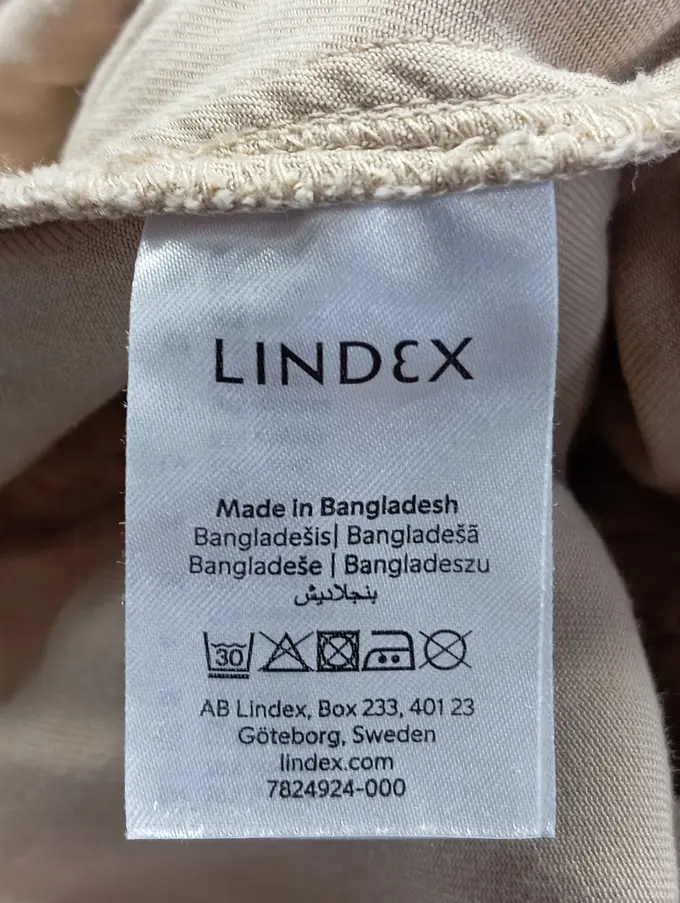 LINDEX
Made in Bangladesh
Bangladešis| Bangladešā
Bangladeše | Bangladeszu
بنجلاديش
30
AB Lindex, Box 233, 401 23
Göteborg, Sweden
lindex.com
7824924-000